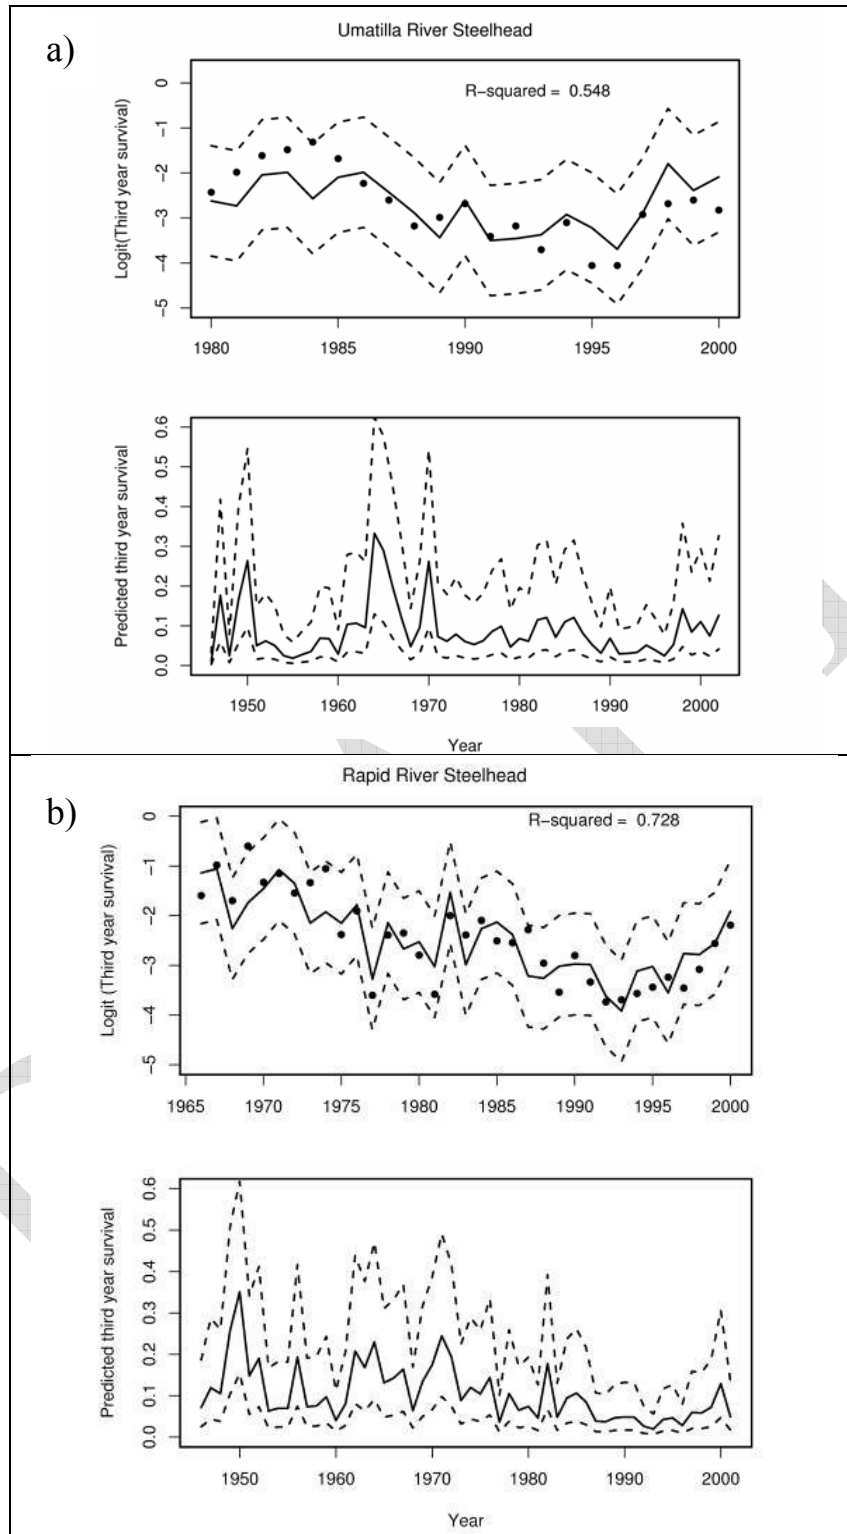 a)
Umatilla River Steelhead
R−squared = 0.548
Logit(Third year survival)
0
−1
−2
−3
−4
−5
1980 1985 1990 1995 2000
Predicted third year survival
0.6
0.5
0.4
0.3
0.2
0.1
0.0
1950 1960 1970 1980 1990 2000
Year
b)
Rapid River Steelhead
R−squared = 0.728
Logit (Third year survival)
0
−1
−2
−3
−4
−5
1965 1970 1975 1980 1985 1990 1995 2000
Predicted third year survival
0.6
0.5
0.4
0.3
0.2
0.1
0.0
1950 1960 1970 1980 1990 2000
Year